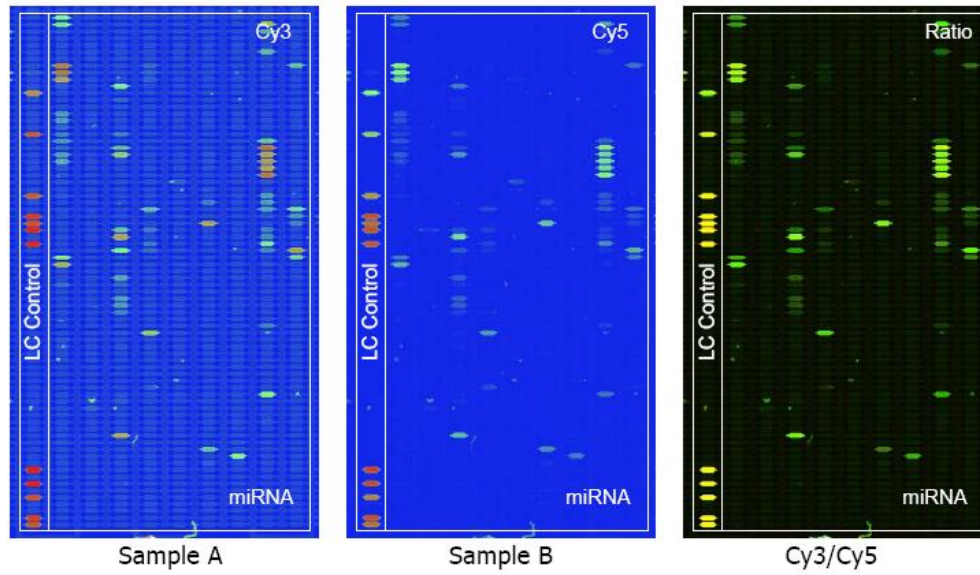 Cy3
LC Control
miRNA
Sample A
Cy5
LC Control
miRNA
Sample B
Ratio
LC Control
miRNA
Cy3/Cy5